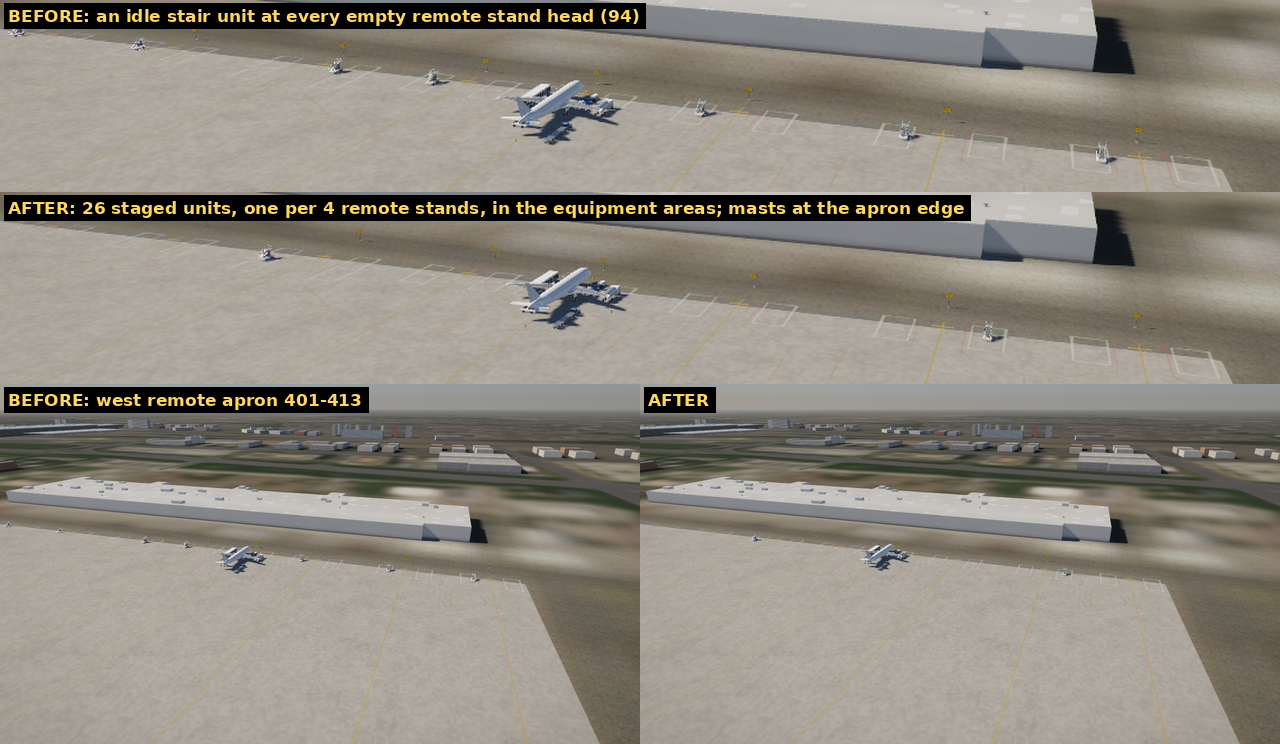 BEFORE: an idle stair unit at every empty remote stand head (94)
AFTER: 26 staged units, one per 4 remote stands, in the equipment areas; masts at the apron edge
BEFORE: west remote apron 401-413
AFTER